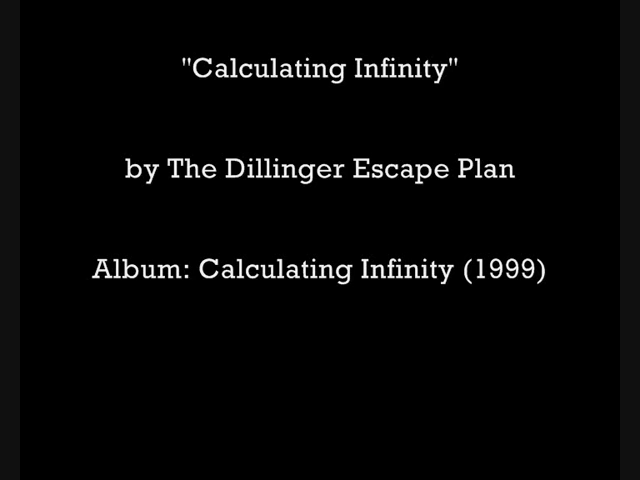 "Calculating Infinity"
by The Dillinger Escape Plan
Album: Calculating Infinity (1999)